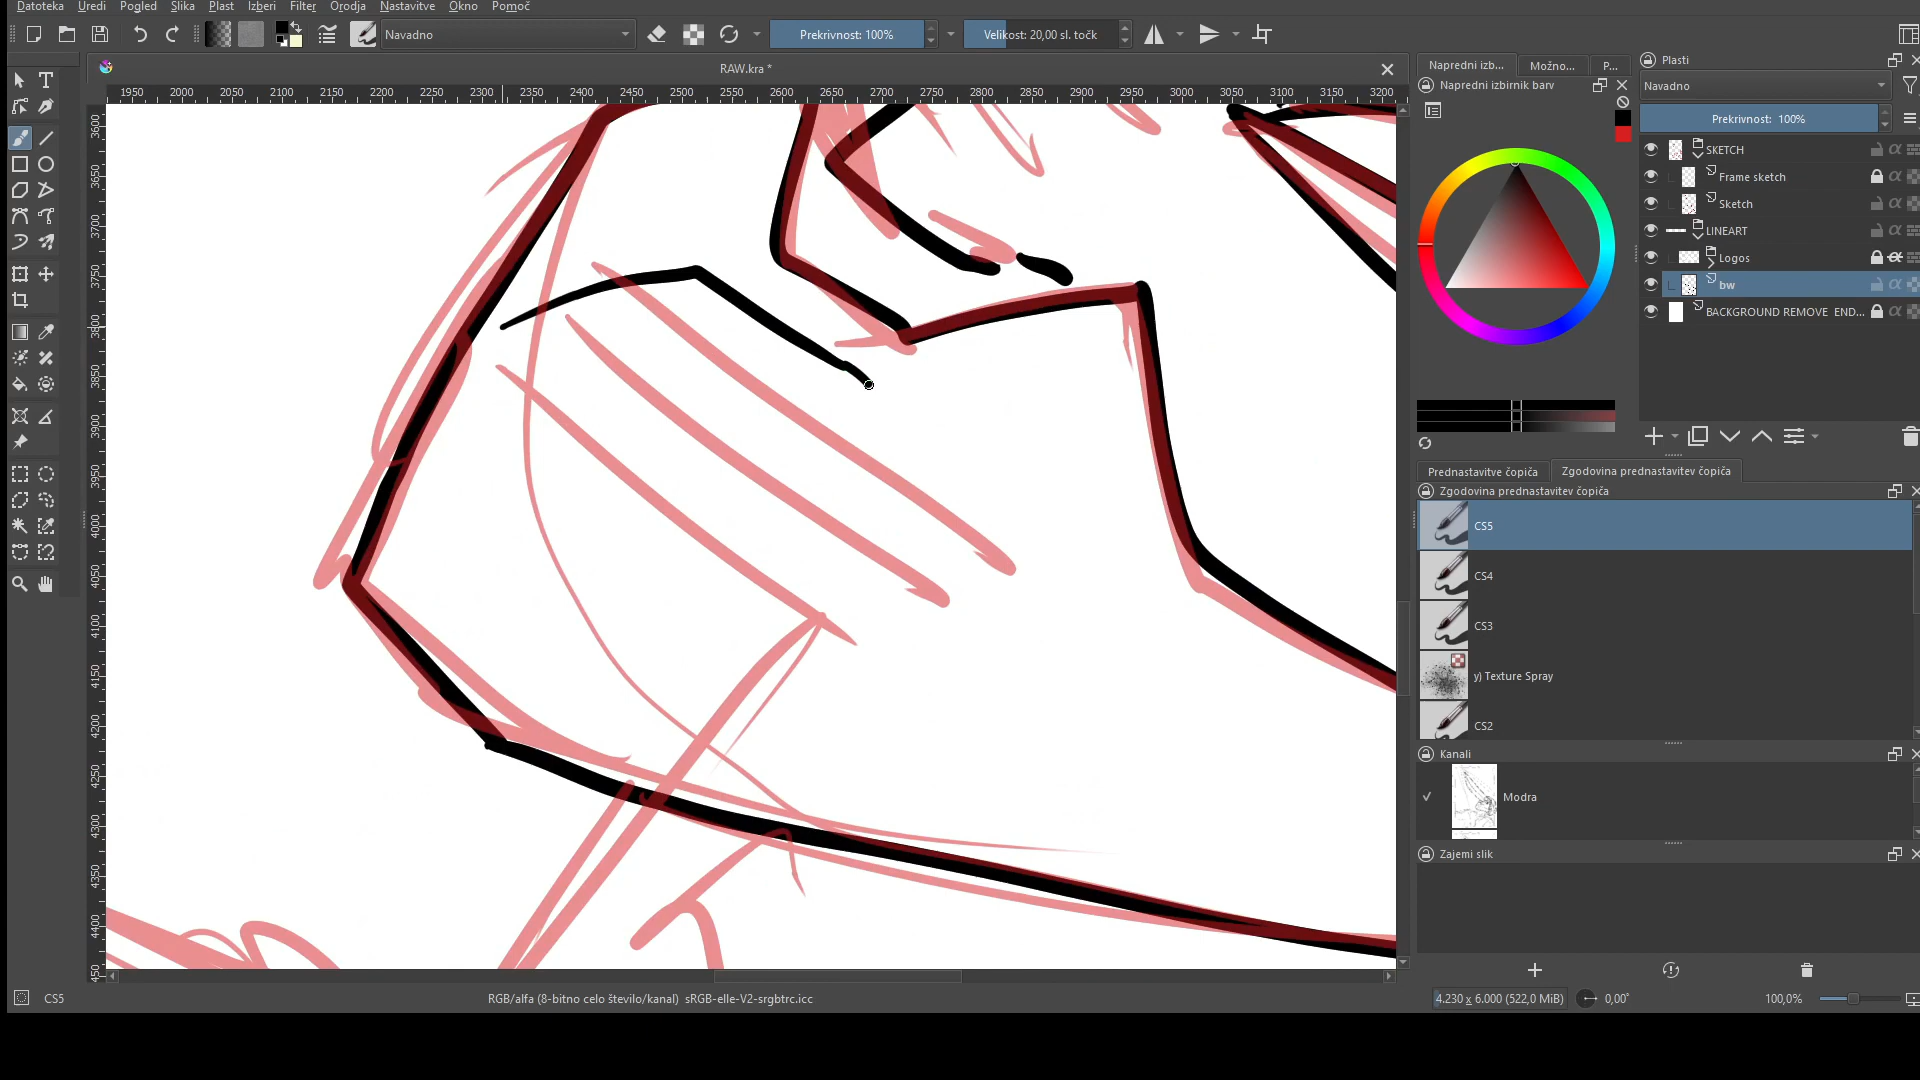 Datoteka Uredi Pogled Slika Plast Izberi Filter Orodja Nastavitve Okno Pomoč
Navadno
Prekrivnost: 100%
Velikost: 20,00 sl. točk
RAW.kra *
1950 2000 2050 2100 2150 2200 2250 2300 2350 2400 2450 2500 2550 2600 2650 2700 2750 2800 2850 2900 2950 3000 3050 3100 3150 3200
3600
3650
3700
3750
3800
3850
3900
3950
4000
4050
4100
4150
4200
4250
4300
4350
4400
450
Napredni izb... Možno... P...
Napredni izbirnik barv
Plasti
Navadno
Prekrivnost: 100%
SKETCH
Frame sketch
Sketch
LINEART
Logos
bw
BACKGROUND REMOVE END...
Prednastavitve čopiča Zgodovina prednastavitev čopiča
Zgodovina prednastavitev čopiča
CS5
CS4
CS3
y) Texture Spray
CS2
Kanali
Modra
Zajemi slik
CS5
RGB/alfa (8-bitno celo število/kanal) sRGB-elle-V2-srgbtrc.icc
4.230 x 6.000 (522,0 MiB)
0,00°
100,0%